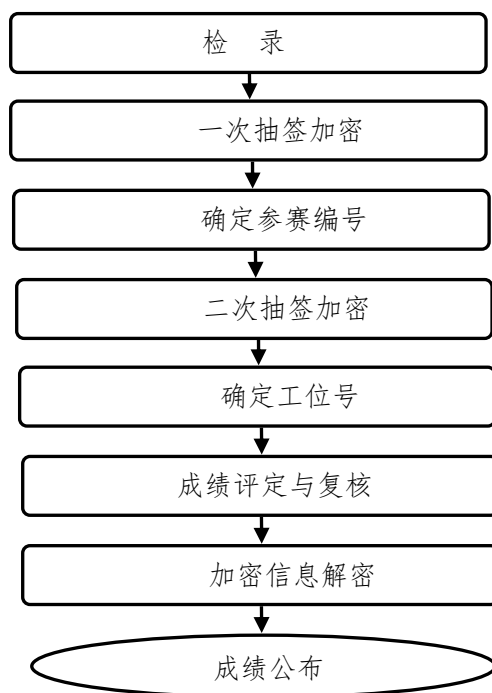 检 录
一次抽签加密
确定参赛编号
二次抽签加密
确定工位号
成绩评定与复核
加密信息解密
成绩公布